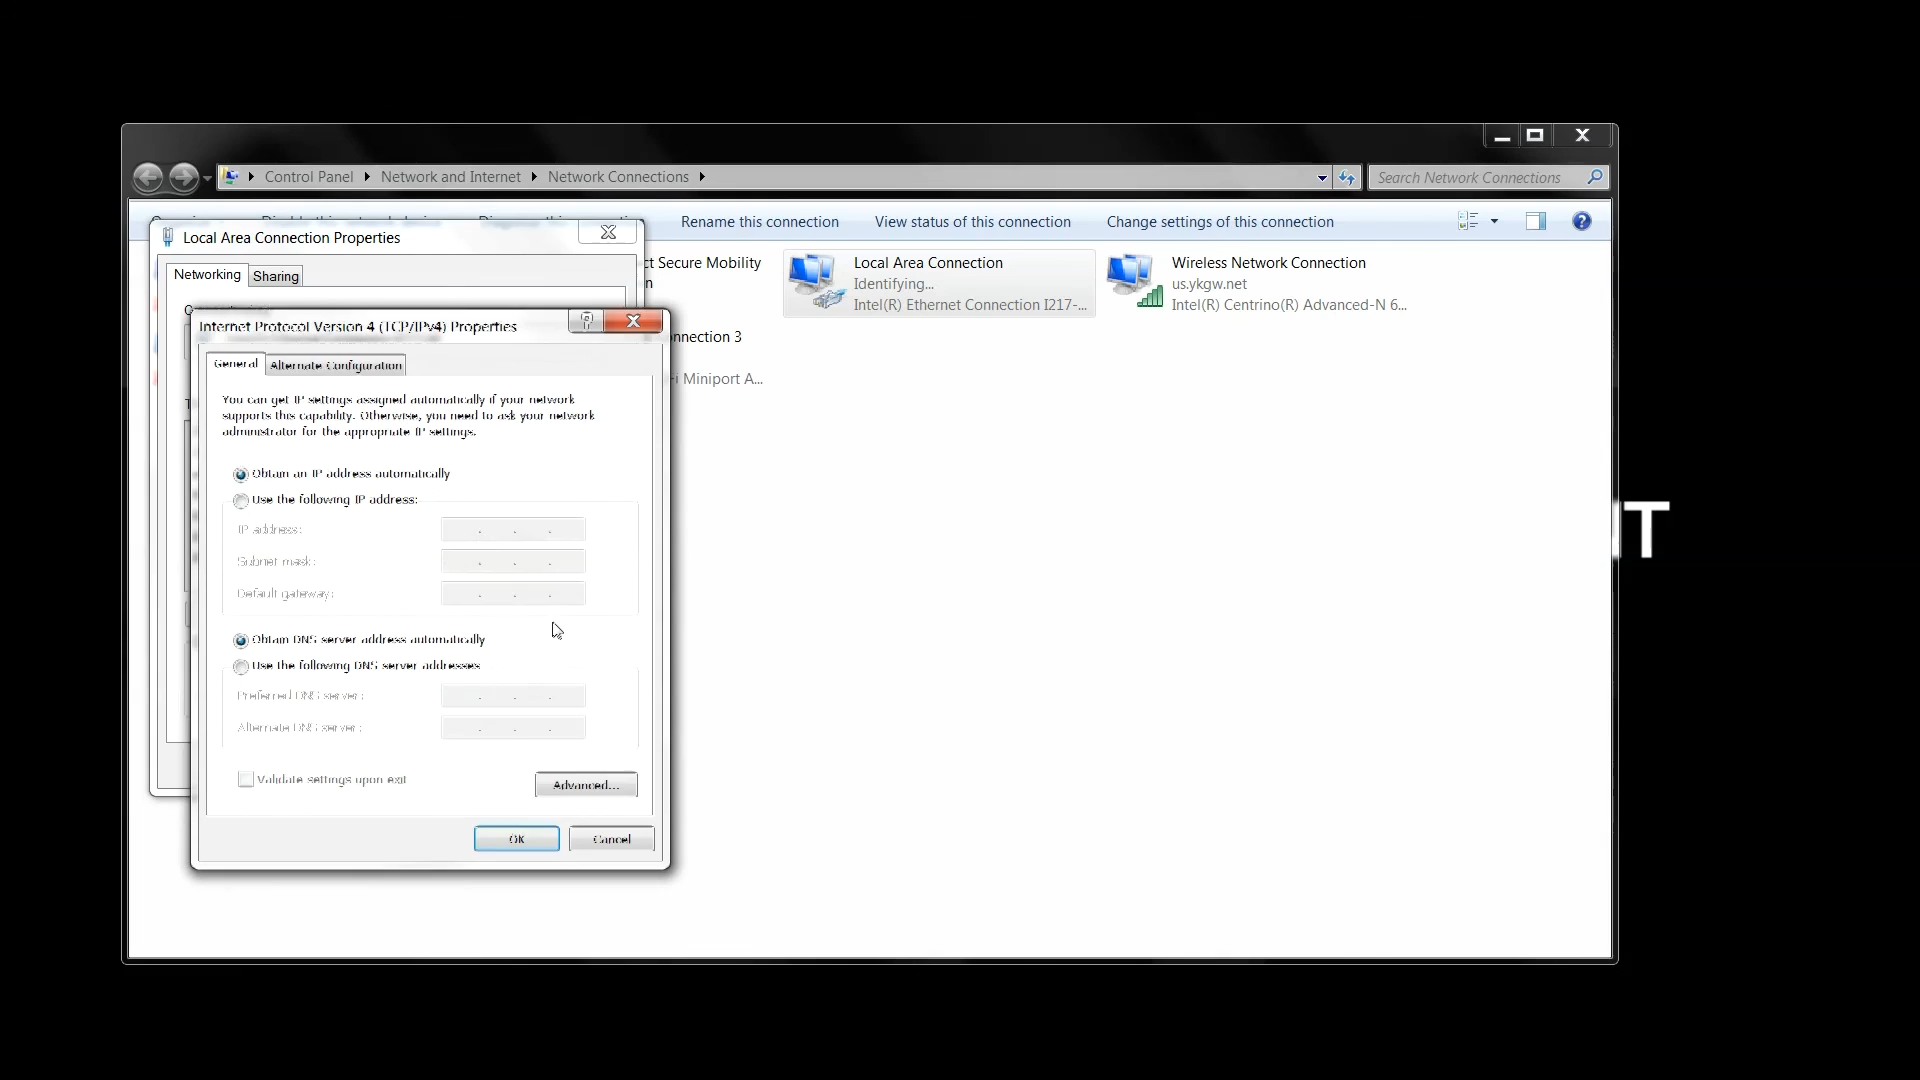 Control Panel
Network and Internet
Network Connections
Search Network Connections
Rename this connection
View status of this connection
Change settings of this connection
Local Area Connection Properties
Networking
Sharing
ct Secure Mobility
n
Local Area Connection
Identifying...
Intel(R) Ethernet Connection I217-...
Wireless Network Connection
us.ykgw.net
Intel(R) Centrino(R) Advanced-N 6...
onnection 3
Miniport A...
Internet Protocol Version 4 (TCP/IPv4) Properties
General
Alternate Configuration
You can get IP settings assigned automatically if your network
supports this capability. Otherwise, you need to ask your network
administrator for the appropriate IP settings.
Obtain an IP address automatically
Use the following IP address:
IP address:
Subnet mask:
Default gateway:
Obtain DNS server address automatically
Use the following DNS server addresses
Preferred DNS server:
Alternate DNS server:
Validate settings upon exit
Advanced...
OK
Cancel
T